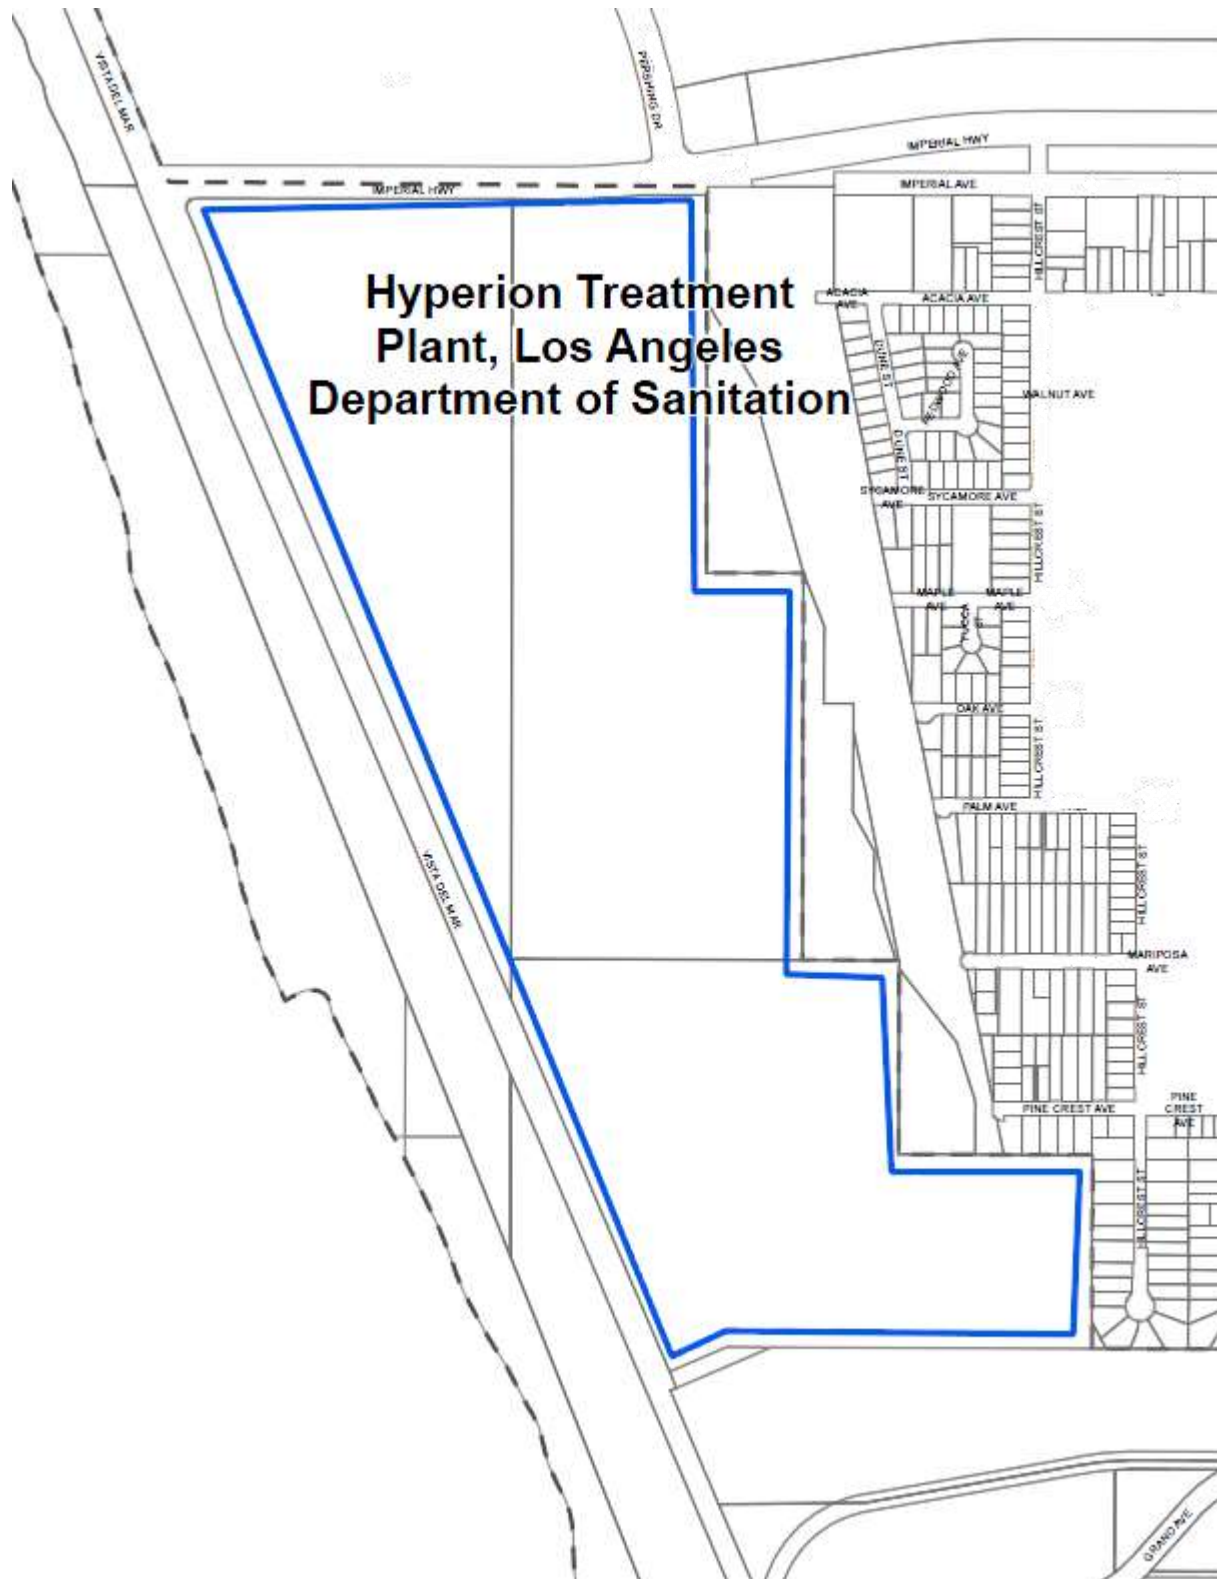 VISTA DEL MAR
PERSHING DR
IMPERIAL HWY
IMPERIAL AVE
IMPERIAL HWY
HILLCREST ST
Hyperion Treatment
Plant, Los Angeles
Department of Sanitation
ACACIA
AVE
ACACIA AVE
DUNE ST
REDWOOD AVE
WALNUT AVE
DUNE ST
SYCAMORE
AVE
SYCAMORE AVE
HILLCREST ST
MAPLE
AVE
MAPLE
AVE
YUCCA
ST
OAK AVE
HILLCREST ST
PALM AVE
VISTA DEL MAR
HILLCREST ST
MARIPOSA
AVE
HILLCREST ST
PINE CREST AVE
PINE
CREST
AVE
HILLCREST ST
GRAND AVE